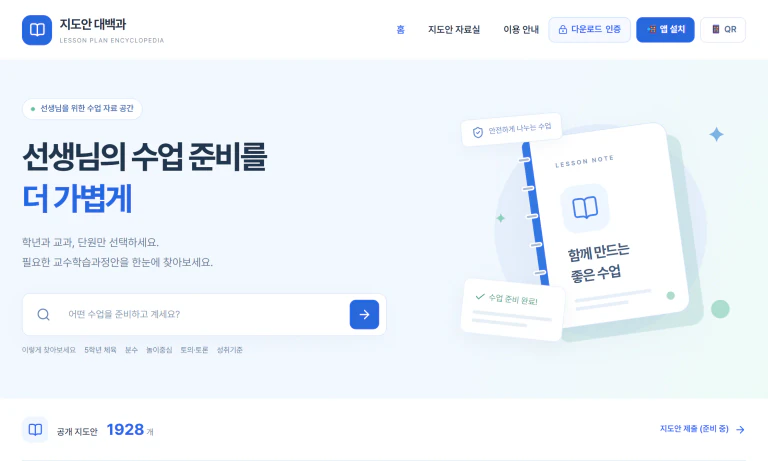 지도안 대백과
LESSON PLAN ENCYCLOPEDIA
홈
지도안 자료실
이용 안내
다운로드 인증
앱 설치
QR
선생님을 위한 수업 자료 공간
선생님의 수업 준비를
더 가볍게
학년과 교과, 단원만 선택하세요.
필요한 교수학습과정안을 한눈에 찾아보세요.
어떤 수업을 준비하고 계세요?
이렇게 찾아보세요 5학년 체육 분수 놀이중심 토의·토론 성취기준
안전하게 나누는 수업
LESSON NOTE
함께 만드는
좋은 수업
수업 준비 완료!
공개 지도안 1928 개
지도안 제출 (준비 중)